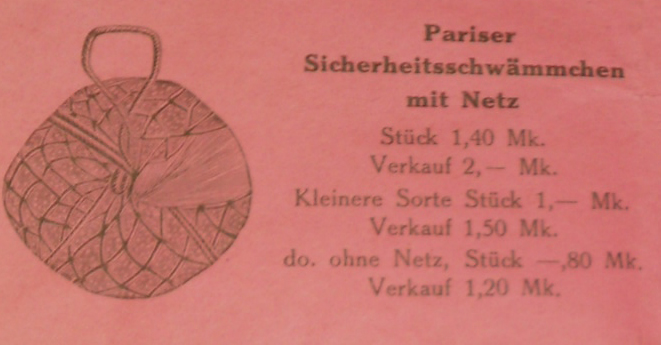 Pariser
Sicherheitsschwämmchen
mit Netz
Stück 1,40 Mk.
Verkauf 2,— Mk.
Kleinere Sorte Stück 1,— Mk.
Verkauf 1,50 Mk.
do. ohne Netz, Stück —,80 Mk.
Verkauf 1,20 Mk.